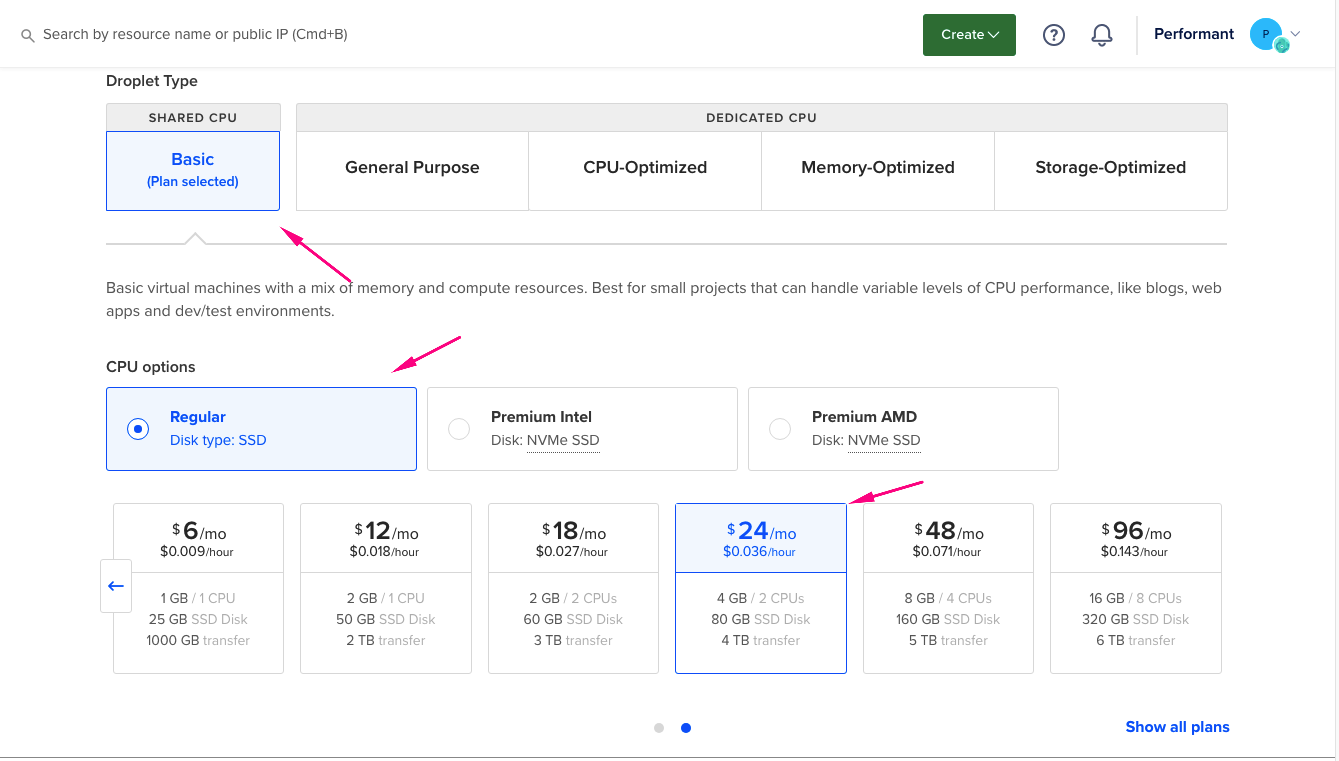 Search by resource name or public IP (Cmd+B)
Create
Performant
P
Droplet Type
SHARED CPU
DEDICATED CPU
Basic
(Plan selected)
General Purpose
CPU-Optimized
Memory-Optimized
Storage-Optimized
Basic virtual machines with a mix of memory and compute resources. Best for small projects that can handle variable levels of CPU performance, like blogs, web
apps and dev/test environments.
CPU options
Regular
Disk type: SSD
Premium Intel
Disk: NVMe SSD
Premium AMD
Disk: NVMe SSD
$6/mo
$0.009/hour
1 GB / 1 CPU
25 GB SSD Disk
1000 GB transfer
$12/mo
$0.018/hour
2 GB / 1 CPU
50 GB SSD Disk
2 TB transfer
$18/mo
$0.027/hour
2 GB / 2 CPUs
60 GB SSD Disk
3 TB transfer
$24/mo
$0.036/hour
4 GB / 2 CPUs
80 GB SSD Disk
4 TB transfer
$48/mo
$0.071/hour
8 GB / 4 CPUs
160 GB SSD Disk
5 TB transfer
$96/mo
$0.143/hour
16 GB / 8 CPUs
320 GB SSD Disk
6 TB transfer
Show all plans